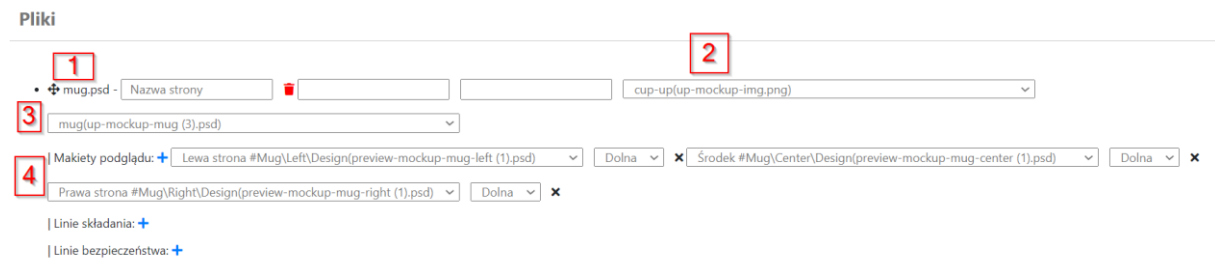 Pliki
1
2
mug.psd - Nazwa strony cup-up(up-mockup-img.png)
3
mug(up-mockup-mug (3).psd)
| Makiety podglądu: + Lewa strona #Mug\Left\Design(preview-mockup-mug-left (1).psd) Dolna × Środek #Mug\Center\Design(preview-mockup-mug-center (1).psd) Dolna ×
4
Prawa strona #Mug\Right\Design(preview-mockup-mug-right (1).psd) Dolna ×
| Linie składania: +
| Linie bezpieczeństwa: +